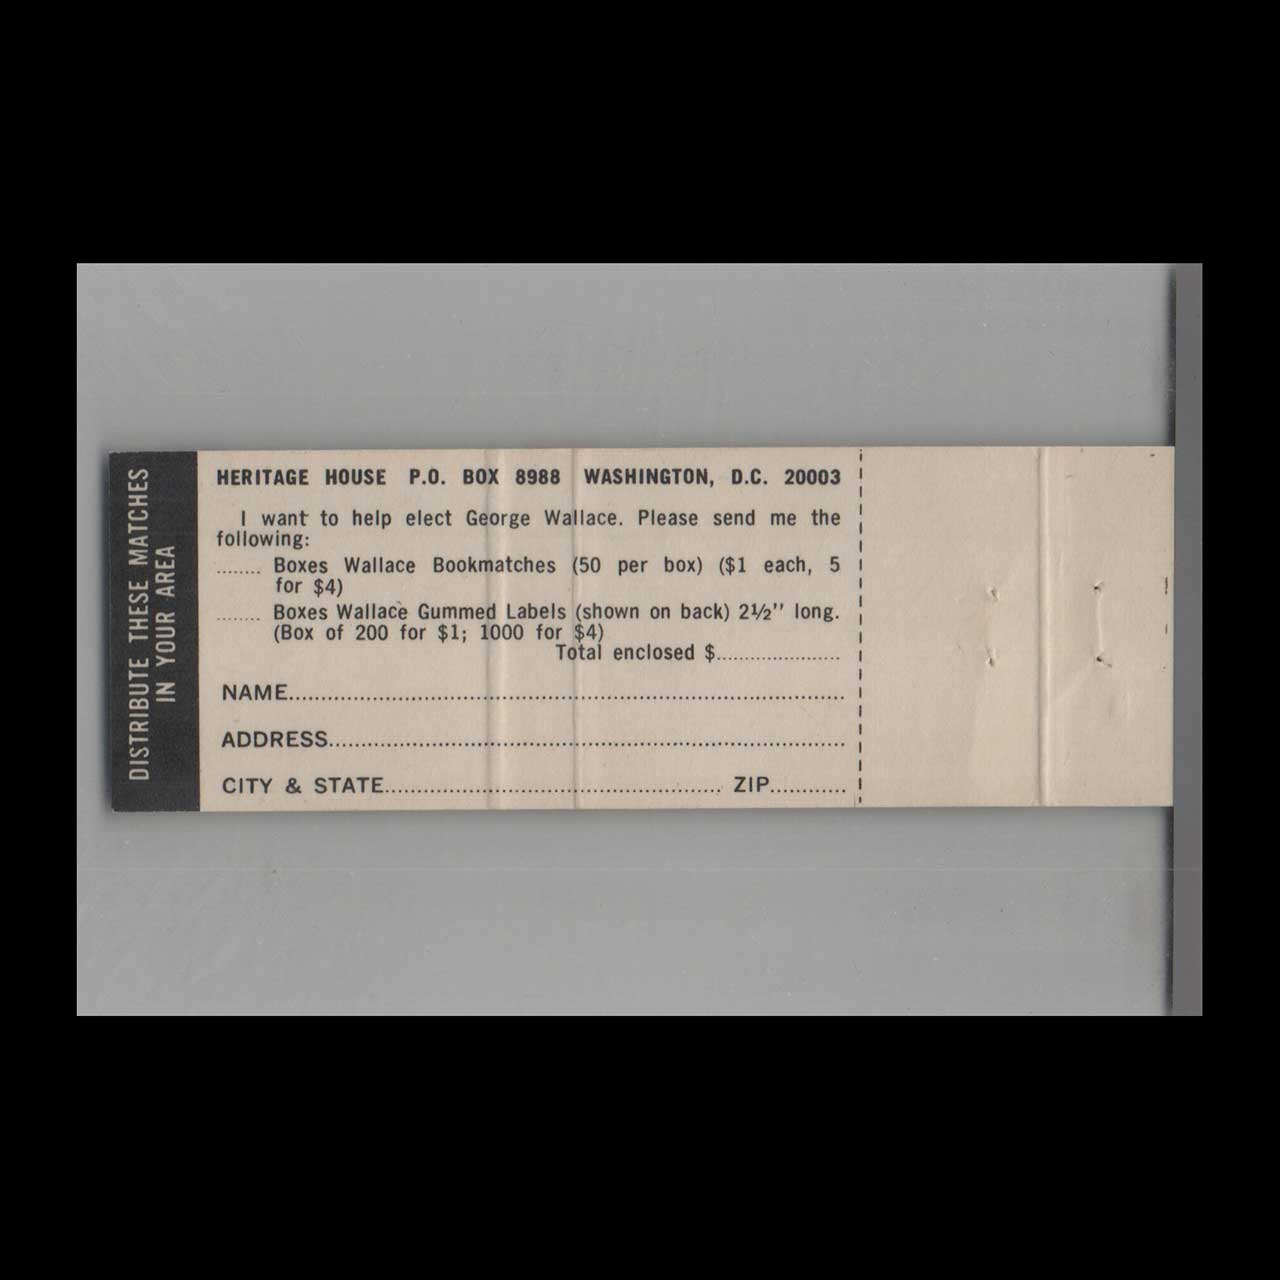 DISTRIBUTE THESE MATCHES
IN YOUR AREA
HERITAGE HOUSE P.O. BOX 8988 WASHINGTON, D.C. 20003
I want to help elect George Wallace. Please send me the
following:
........ Boxes Wallace Bookmatches (50 per box) ($1 each, 5
for $4)
........ Boxes Wallace Gummed Labels (shown on back) 2½" long.
(Box of 200 for $1; 1000 for $4)
Total enclosed $......................
NAME..............................................................................
ADDRESS........................................................................
CITY & STATE............................................... ZIP...........